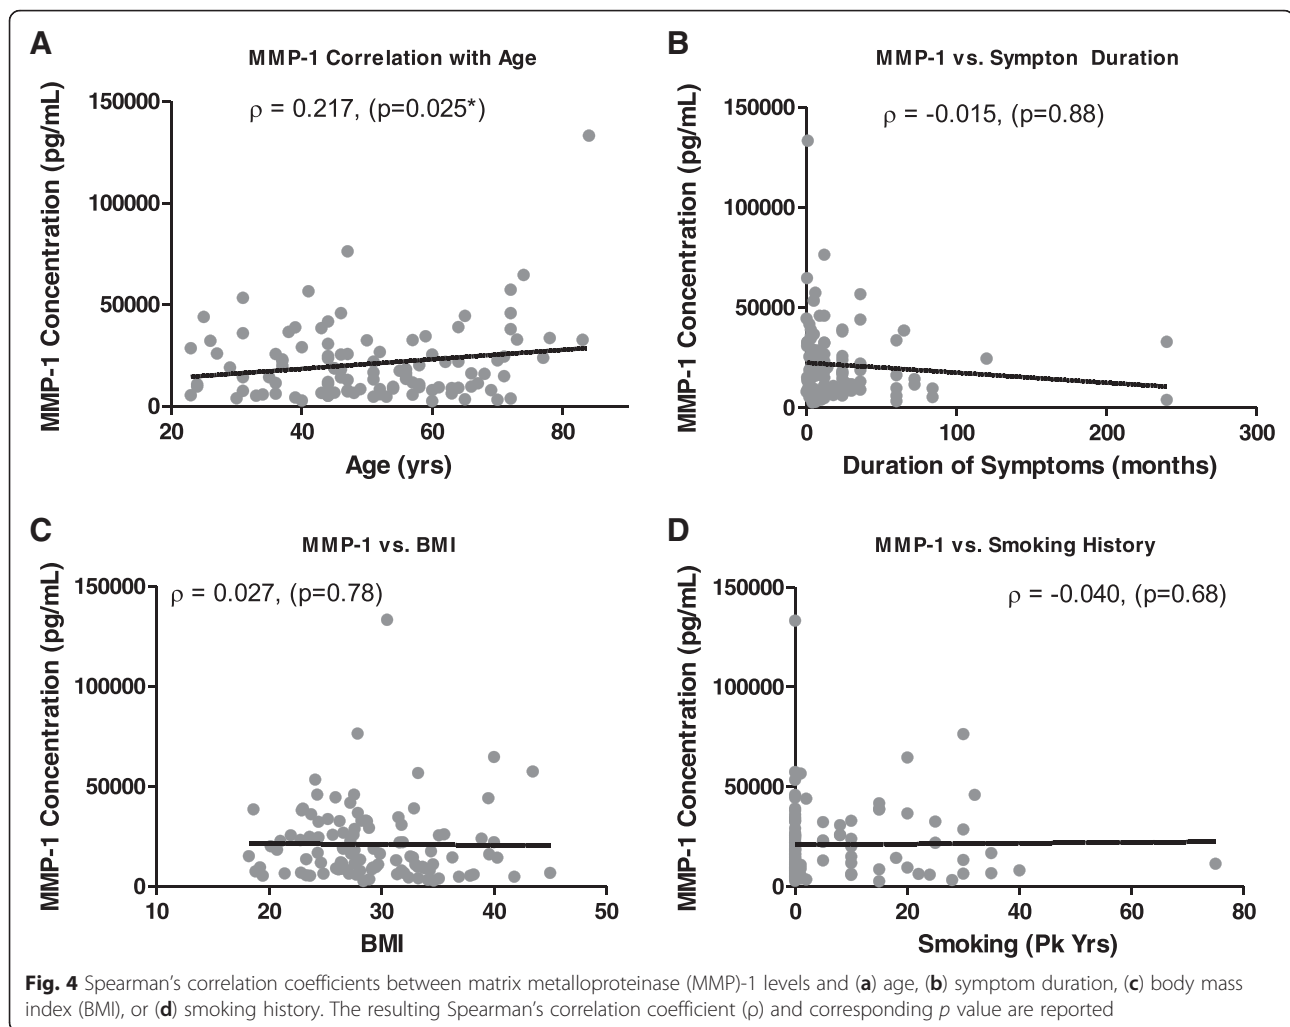 A
MMP-1 Correlation with Age
ρ = 0.217, (p=0.025*)
MMP-1 Concentration (pg/mL)
150000
100000
50000
0
20 40 60 80
Age (yrs)
B
MMP-1 vs. Sympton Duration
ρ = -0.015, (p=0.88)
MMP-1 Concentration (pg/mL)
150000
100000
50000
0
0 100 200 300
Duration of Symptoms (months)
C
MMP-1 vs. BMI
ρ = 0.027, (p=0.78)
MMP-1 Concentration (pg/mL)
150000
100000
50000
0
10 20 30 40 50
BMI
D
MMP-1 vs. Smoking History
ρ = -0.040, (p=0.68)
MMP-1 Concentration (pg/mL)
150000
100000
50000
0
0 20 40 60 80
Smoking (Pk Yrs)
Fig. 4 Spearman's correlation coefficients between matrix metalloproteinase (MMP)-1 levels and (a) age, (b) symptom duration, (c) body mass
index (BMI), or (d) smoking history. The resulting Spearman's correlation coefficient (ρ) and corresponding p value are reported